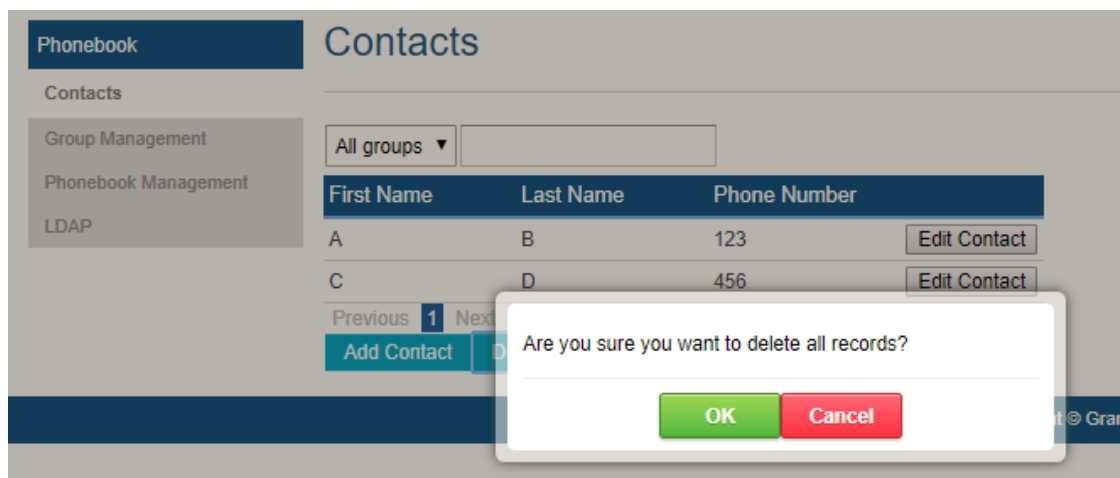 Phonebook
Contacts
Group Management
Phonebook Management
LDAP
Contacts
All groups ▼
First Name Last Name Phone Number
A B 123 Edit Contact
C D 456 Edit Contact
Previous 1 Next
Add Contact D
Are you sure you want to delete all records?
OK Cancel
©